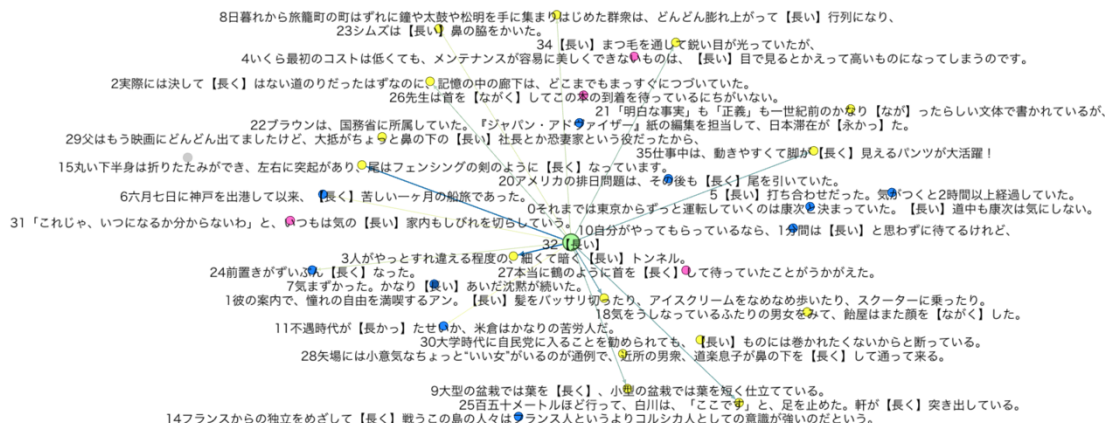 8日暮れから旅籠町の町はずれに鐘や太鼓や松明を手に集まりはじめた群衆は、どんどん膨れ上がって【長い】行列になり、
23シムズは【長い】鼻の脇をかいた。
34【長い】まつ毛を通して鋭い目が光っていたが、
4いくら最初のコストは低くても、メンテナンスが容易に美しくできないものは、【長い】目で見るとかえって高いものになってしまうのです。
2実際には決して【長く】はない道のりだったはずなのに、記憶の中の廊下は、どこまでもまっすぐにつづいていた。
26先生は首を【ながく】してこの本の到着を待っているにちがいない。
21「明白な事実」も「正義」も一世紀前のかなり【なが】ったらしい文体で書かれているが、
22ブラウンは、国務省に所属していた。『ジャパン・アドヴァイザー』紙の編集を担当して、日本滞在が【永かっ】た。
29父はもう映画にどんどん出てましたけど、大抵がちょっと鼻の下の【長い】社長とか恐妻家という役だったから、
35仕事中は、動きやすくて脚が【長く】見えるパンツが大活躍！
15丸い下半身は折りたたみができ、左右に突起があり、尾はフェンシングの剣のように【長く】なっています。
20アメリカの排日問題は、その後も【長く】尾を引いていた。
6六月七日に神戸を出港して以来、【長く】苦しい一ヶ月の船旅であった。
5【長い】打ち合わせだった。気がつくと2時間以上経過していた。
0それまでは東京からずっと運転していくのは康次と決まっていた。【長い】道中も康次は気にしない。
31「これじゃ、いつになるか分からないわ」と、いつもは気の【長い】家内もしびれを切らしている。
10自分がやってもらっているなら、1分間は【長い】と思わずに待てるけれど、
32【長い】
3人がやっとすれ違える程度の、細くて暗く【長い】トンネル。
24前置きがずいぶん【長く】なった。
27本当に鶴のように首を【長く】して待っていたことがうかがえた。
7気まずかった。かなり【長い】あいだ沈黙が続いた。
1彼の案内で、憧れの自由を満喫するアン。【長い】髪をバッサリ切ったり、アイスクリームをなめなめ歩いたり、スクーターに乗ったり。
18気をうしなっているふたりの男女をみて、飴屋はまた顔を【ながく】した。
11不遇時代が【長かっ】たせいか、米倉はかなりの苦労人だ。
30大学時代に自民党に入ることを勧められても、【長い】ものには巻かれたくないからと断っている。
28矢場には小意気なちょっと“いい女”がいるのが通例で、近所の男衆、道楽息子が鼻の下を【長く】して通って来る。
9大型の盆栽では葉を【長く】、小型の盆栽では葉を短く仕立てている。
25百五十メートルほど行って、白川は、「ここです」と、足を止めた。軒が【長く】突き出している。
14フランスからの独立をめざして【長く】戦うこの島の人々はフランス人というよりコルシカ人としての意識が強いのだという。